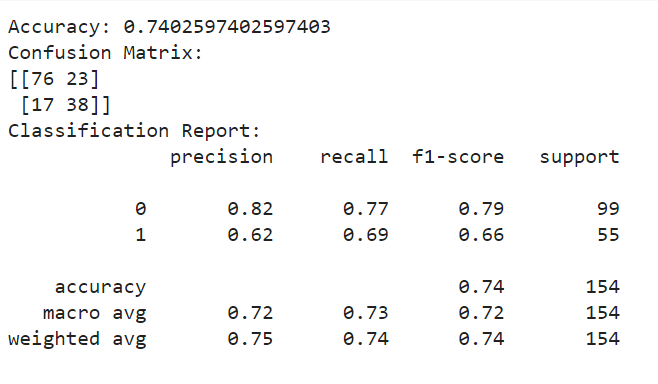 Accuracy: 0.7402597402597403
Confusion Matrix:
[[76 23]
 [17 38]]
Classification Report:
              precision    recall  f1-score   support

           0       0.82      0.77      0.79        99
           1       0.62      0.69      0.66        55

    accuracy                           0.74       154
   macro avg       0.72      0.73      0.72       154
weighted avg       0.75      0.74      0.74       154